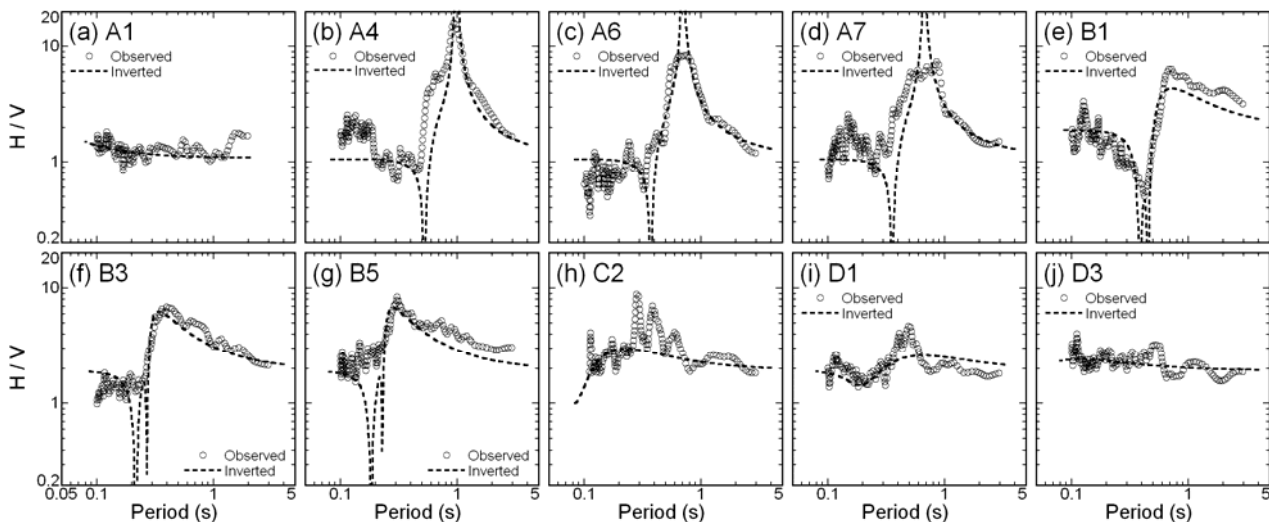 (a) A1
Observed
Inverted
(b) A4
Observed
Inverted
(c) A6
Observed
Inverted
(d) A7
Observed
Inverted
(e) B1
Observed
Inverted
20
10
1
0.2
H / V
(f) B3
Observed
Inverted
(g) B5
Observed
Inverted
(h) C2
Observed
Inverted
(i) D1
Observed
Inverted
(j) D3
Observed
Inverted
20
10
1
0.2
H / V
0.05 0.1 1 5
0.1 1 5
0.1 1 5
0.1 1 5
0.1 1 5
Period (s)
Period (s)
Period (s)
Period (s)
Period (s)